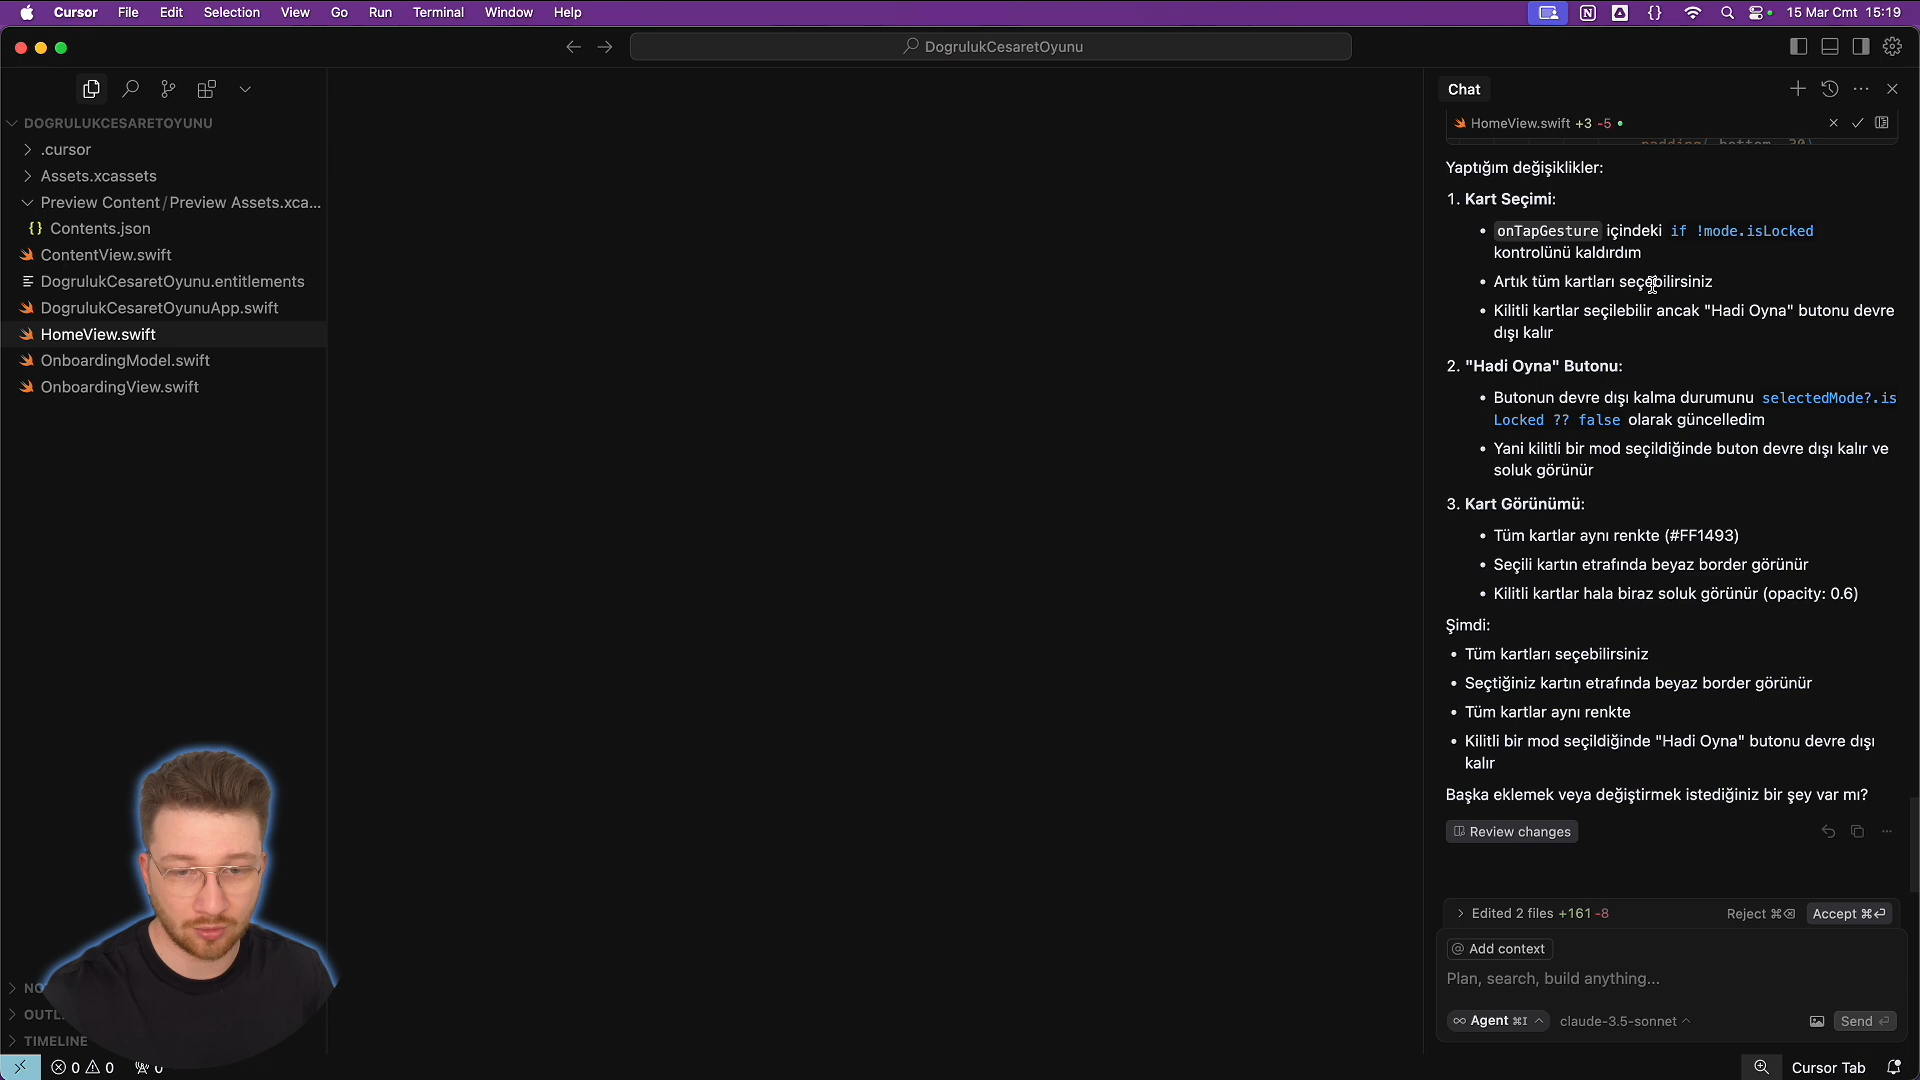 Cursor File Edit Selection View Go Run Terminal Window Help
15 Mar Cmt 15:19
DogrulukCesaretOyunu
DOGRULUKCESARETOYUNU
.cursor
Assets.xcassets
Preview Content / Preview Assets.xca...
{} Contents.json
ContentView.swift
DogrulukCesaretOyunu.entitlements
DogrulukCesaretOyunuApp.swift
HomeView.swift
OnboardingModel.swift
OnboardingView.swift
TIMELINE
0 0
Chat
HomeView.swift +3 -5
Yaptığım değişiklikler:
1. Kart Seçimi:
• onTapGesture içindeki if !mode.isLocked
kontrolünü kaldırdım
• Artık tüm kartları seçebilirsiniz
• Kilitli kartlar seçilebilir ancak "Hadi Oyna" butonu devre
dışı kalır
2. "Hadi Oyna" Butonu:
• Butonun devre dışı kalma durumunu selectedMode?.is
Locked ?? false olarak güncelledim
• Yani kilitli bir mod seçildiğinde buton devre dışı kalır ve
soluk görünür
3. Kart Görünümü:
• Tüm kartlar aynı renkte (#FF1493)
• Seçili kartın etrafında beyaz border görünür
• Kilitli kartlar hala biraz soluk görünür (opacity: 0.6)
Şimdi:
• Tüm kartları seçebilirsiniz
• Seçtiğiniz kartın etrafında beyaz border görünür
• Tüm kartlar aynı renkte
• Kilitli bir mod seçildiğinde "Hadi Oyna" butonu devre dışı
kalır
Başka eklemek veya değiştirmek istediğiniz bir şey var mı?
Review changes
Edited 2 files +161 -8 Reject ⌘⌫ Accept ⌘⏎
@ Add context
Plan, search, build anything...
∞ Agent ⌘I claude-3.5-sonnet Send ⏎
Cursor Tab